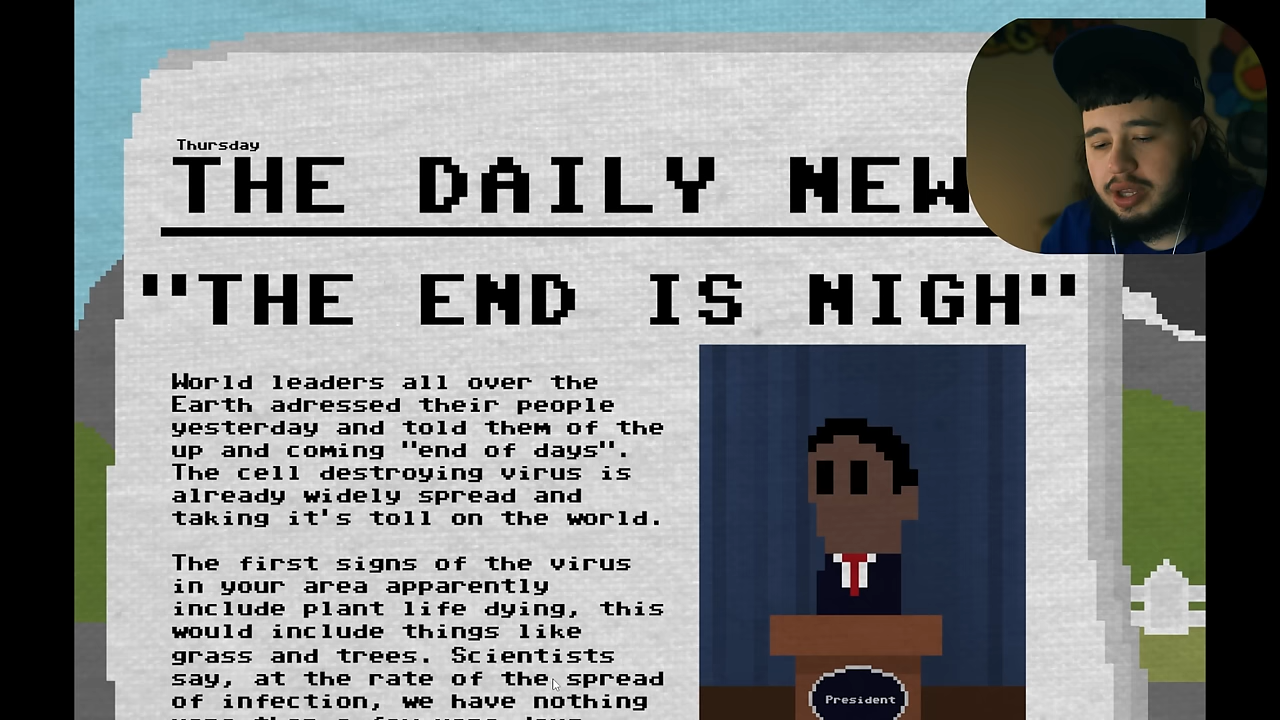 Thursday
THE DAILY NEW
"THE END IS NIGH"
World leaders all over the
Earth adressed their people
yesterday and told them of the
up and coming "end of days".
The cell destroying virus is
already widely spread and
taking it's toll on the world.
The first signs of the virus
in your area apparently
include plant life dying, this
would include things like
grass and trees. Scientists
say, at the rate of the spread
of infection, we have nothing
President